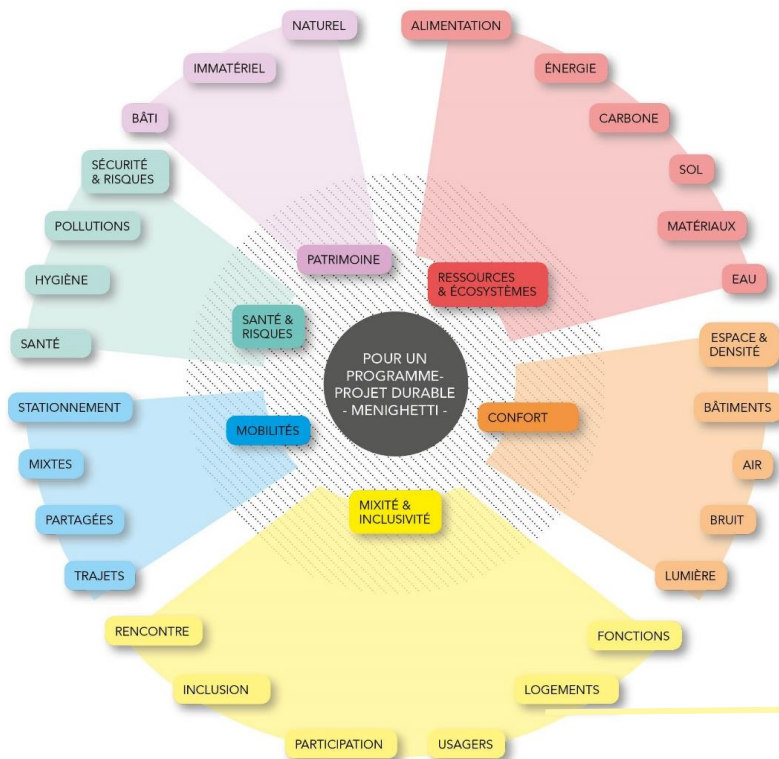 NATUREL
ALIMENTATION
IMMATÉRIEL
ÉNERGIE
BÂTI
CARBONE
SÉCURITÉ
& RISQUES
SOL
POLLUTIONS
MATÉRIAUX
PATRIMOINE
HYGIÈNE
RESSOURCES
& ÉCOSYSTÈMES
EAU
SANTÉ &
RISQUES
SANTÉ
ESPACE &
DENSITÉ
POUR UN
PROGRAMME-
PROJET DURABLE
- MENIGHETTI -
STATIONNEMENT
BÂTIMENTS
MOBILITÉS
CONFORT
MIXTES
AIR
MIXITÉ &
INCLUSIVITÉ
PARTAGÉES
BRUIT
TRAJETS
LUMIÈRE
RENCONTRE
FONCTIONS
INCLUSION
LOGEMENTS
PARTICIPATION
USAGERS